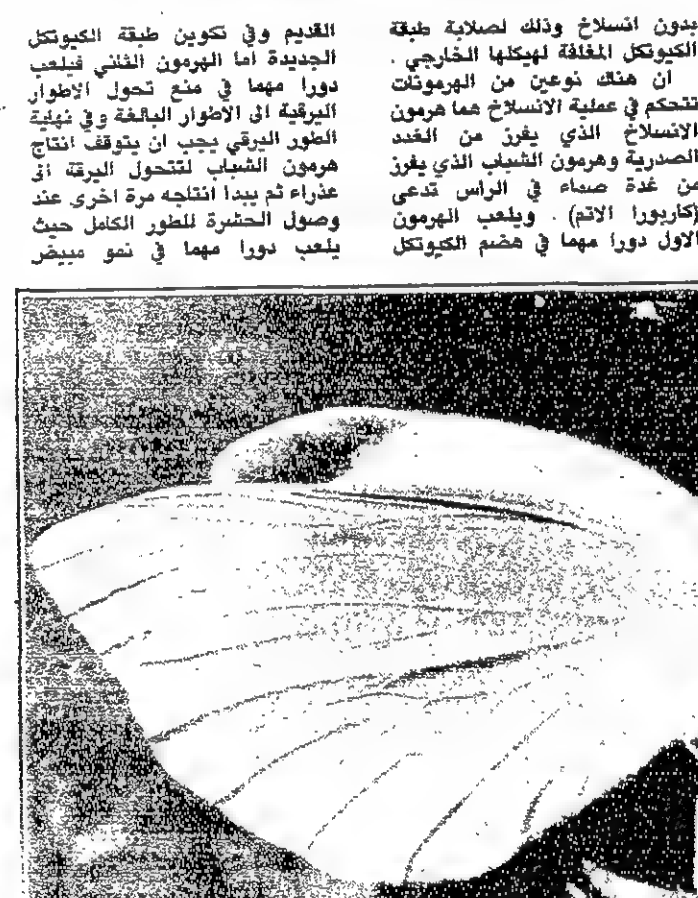 بدون انسلاخ وذلك لصلابة طبقة
الكيوتكل المغلفة لهيكلها الخارجي .
ان هناك نوعين من الهرمونات
تتحكم في عملية الانسلاخ هما هرمون
الانسلاخ الذي يفرز من الغدد
الصدرية وهرمون الشباب الذي يفرز
من غدة صماء في الراس تدعى
(كاربورا الاتم) . ويلعب الهرمون
الاول دورا مهما في هضم الكيوتكل
القديم وفي تكوين طبقة الكيوتكل
الجديدة اما الهرمون الثاني فيلعب
دورا مهما في منع تحول الاطوار
اليرقية الى الاطوار البالغة وفي نهاية
الطور اليرقي يجب ان يتوقف انتاج
هرمون الشباب لتتحول اليرقة الى
عذراء ثم يبدا انتاجه مرة اخرى عند
وصول الحشرة للطور الكامل حيث
يلعب دورا مهما في نمو مبيض